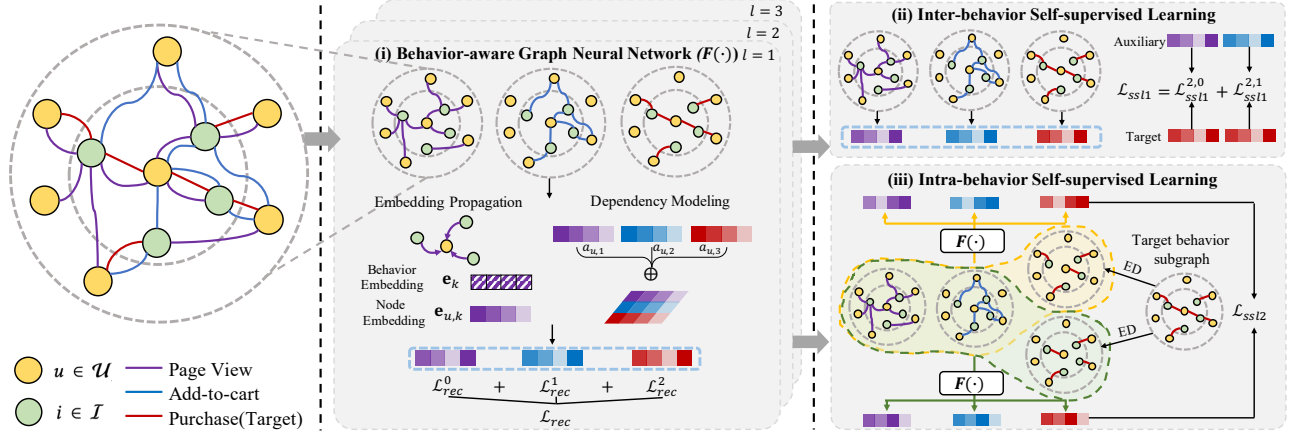 l = 3
l = 2
(i) Behavior-aware Graph Neural Network (F(·)) l = 1
Embedding Propagation
Dependency Modeling
a_{u,1} a_{u,2} a_{u,3}
⊕
Behavior Embedding e_k
Node Embedding e_{u,k}
ℒ^0_{rec} + ℒ^1_{rec} + ℒ^2_{rec}
ℒ_{rec}
u ∈ 𝒰
i ∈ ℐ
Page View
Add-to-cart
Purchase(Target)
(ii) Inter-behavior Self-supervised Learning
Auxiliary
ℒ_{ssl1} = ℒ^{2,0}_{ssl1} + ℒ^{2,1}_{ssl1}
Target
(iii) Intra-behavior Self-supervised Learning
F(·)
Target behavior
subgraph
ED
ED
ℒ_{ssl2}
F(·)